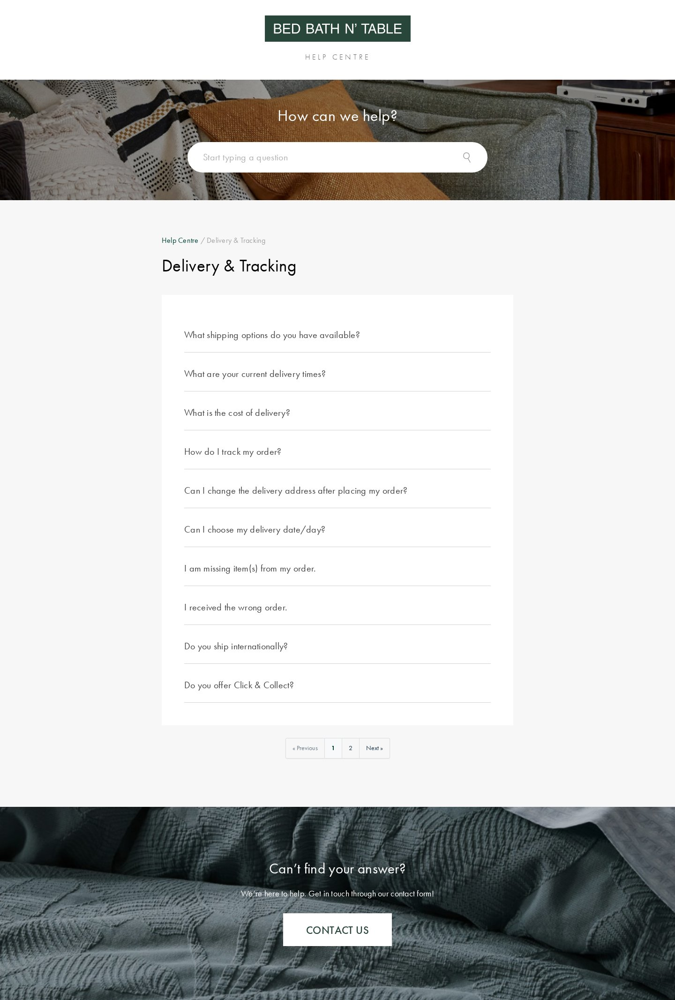 BED BATH N’ TABLE
HELP CENTRE
How can we help?
Start typing a question
Help Centre / Delivery & Tracking
Delivery & Tracking
What shipping options do you have available?
What are your current delivery times?
What is the cost of delivery?
How do I track my order?
Can I change the delivery address after placing my order?
Can I choose my delivery date/day?
I am missing item(s) from my order.
I received the wrong order.
Do you ship internationally?
Do you offer Click & Collect?
« Previous 1 2 Next »
Can’t find your answer?
We’re here to help. Get in touch through our contact form!
CONTACT US